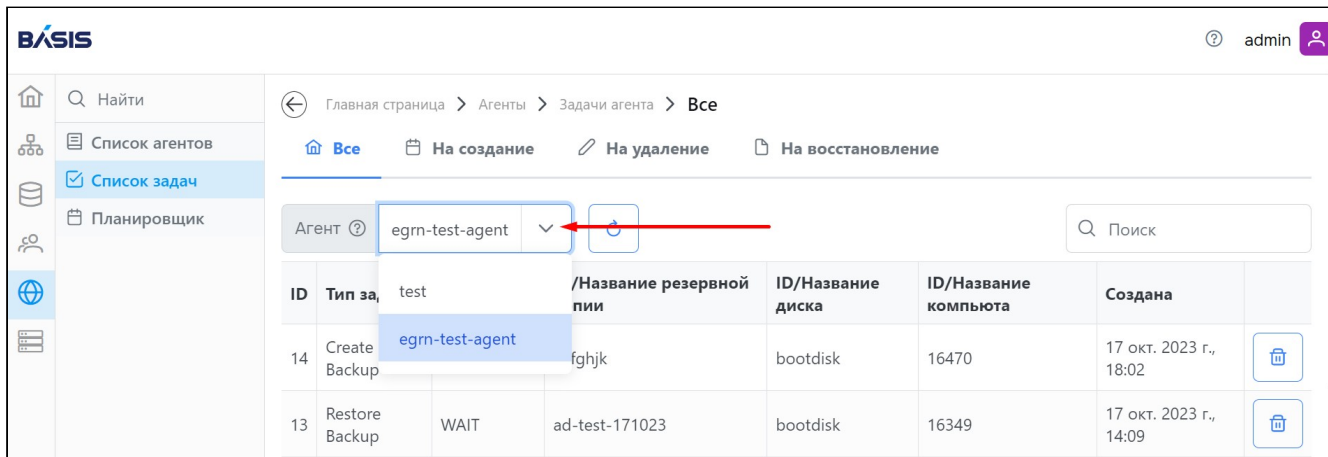 BASIS
admin
Найти
Главная страница > Агенты > Задачи агента > Все
Список агентов
Все На создание На удаление На восстановление
Список задач
Планировщик
Агент egrn-test-agent Поиск
test
egrn-test-agent
ID Тип /Название резервной ID/Название ID/Название Создана
диска компьюта
14 Create bootdisk 16470 17 окт. 2023 г.,
Backup 18:02
13 Restore WAIT ad-test-171023 bootdisk 16349 17 окт. 2023 г.,
Backup 14:09